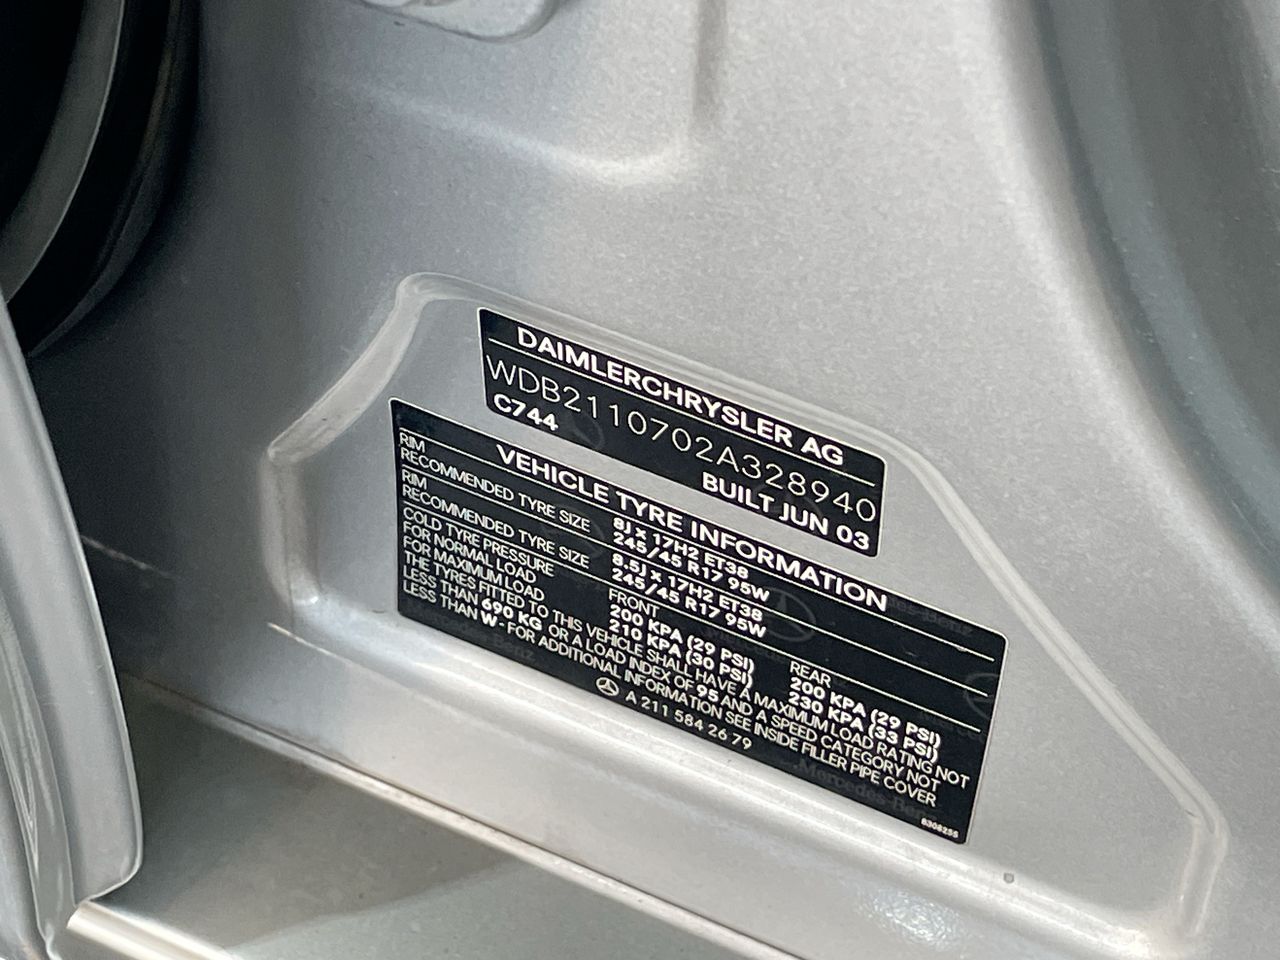 DAIMLERCHRYSLER AG
WDB2110702A328940
C744
BUILT JUN 03
VEHICLE TYRE INFORMATION
RIM 8J x 17H2 ET38
RECOMMENDED TYRE SIZE 245/45 R17 95W
RIM 8.5J x 17H2 ET38
RECOMMENDED TYRE SIZE 245/45 R17 95W
COLD TYRE PRESSURE FRONT REAR
FOR NORMAL LOAD 200 KPA (29 PSI) 200 KPA (29 PSI)
FOR MAXIMUM LOAD 210 KPA (30 PSI) 230 KPA (33 PSI)
THE TYRES FITTED TO THIS VEHICLE SHALL HAVE A MAXIMUM LOAD RATING NOT
LESS THAN 690 KG OR A LOAD INDEX OF 95 AND A SPEED CATEGORY NOT
LESS THAN W - FOR ADDITIONAL INFORMATION SEE INSIDE FILLER PIPE COVER
A 211 584 26 79
Mercedes-Benz